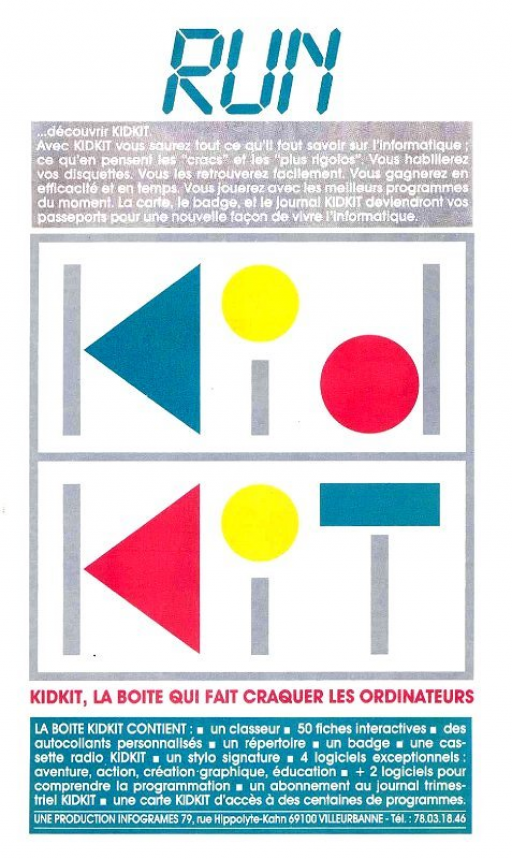 RUN
...découvrir KIDKIT.
Avec KIDKIT vous saurez tout ce qu'il faut savoir sur l'informatique ;
ce qu'en pensent les "cracs" et les "plus rigolos". Vous habillerez
vos disquettes. Vous les retrouverez facilement. Vous gagnerez en
efficacité et en temps. Vous jouerez avec les meilleurs programmes
du moment. La carte, le badge, et le journal KIDKIT deviendront vos
passeports pour une nouvelle façon de vivre l'informatique.
Kid
KiT
KIDKIT, LA BOITE QUI FAIT CRAQUER LES ORDINATEURS
LA BOITE KIDKIT CONTIENT : ■ un classeur ■ 50 fiches interactives ■ des
autocollants personnalisés ■ un répertoire ■ un badge ■ une cas-
sette radio KIDKIT ■ un stylo signature ■ 4 logiciels exceptionnels :
aventure, action, création graphique, éducation ■ + 2 logiciels pour
comprendre la programmation ■ un abonnement au journal trimes-
triel KIDKIT ■ une carte KIDKIT d'accès à des centaines de programmes.
UNE PRODUCTION INFOGRAMES 79, rue Hippolyte-Kahn 69100 VILLEURBANNE - Tél. : 78.03.18.46